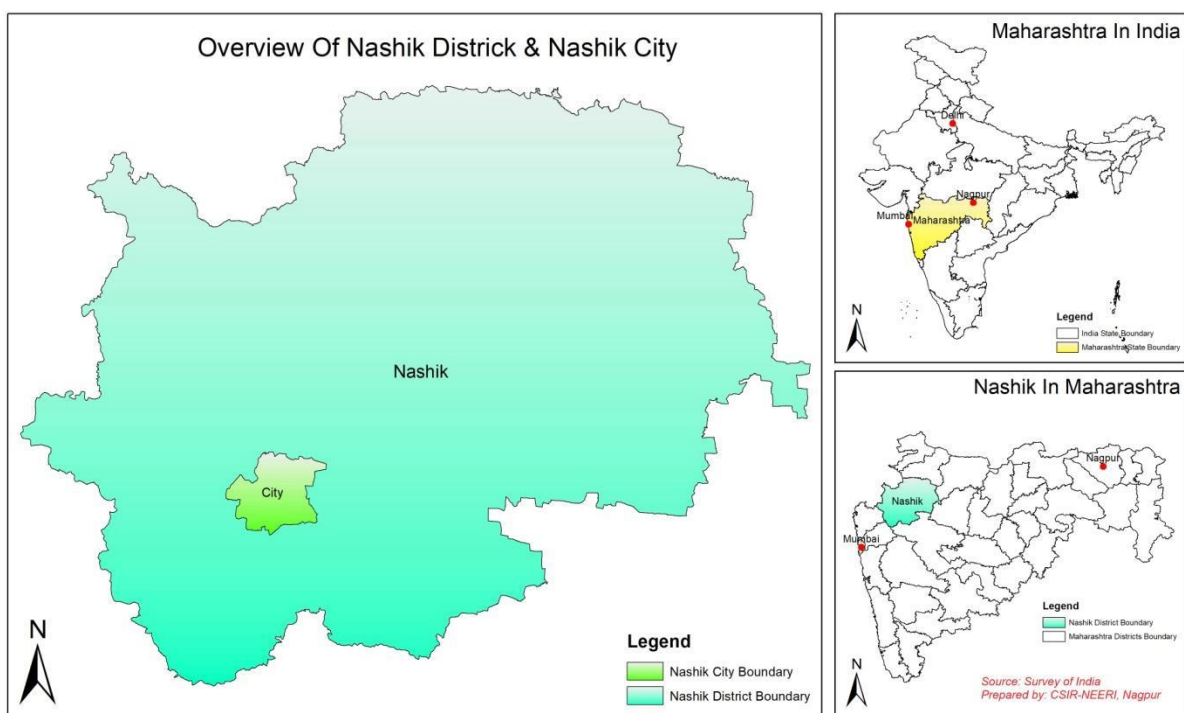 Overview Of Nashik Districk & Nashik City
Nashik
City
N
Legend
Nashik City Boundary
Nashik District Boundary
Maharashtra In India
Delhi
Nagpur
Mumbai
Maharashtra
N
Legend
India State Boundary
Maharashtra State Boundary
Nashik In Maharashtra
Nagpur
Nashik
Mumbai
N
Legend
Nashik District Boundary
Maharashtra Districts Boundary
Source: Survey of India
Prepared by: CSIR-NEERI, Nagpur